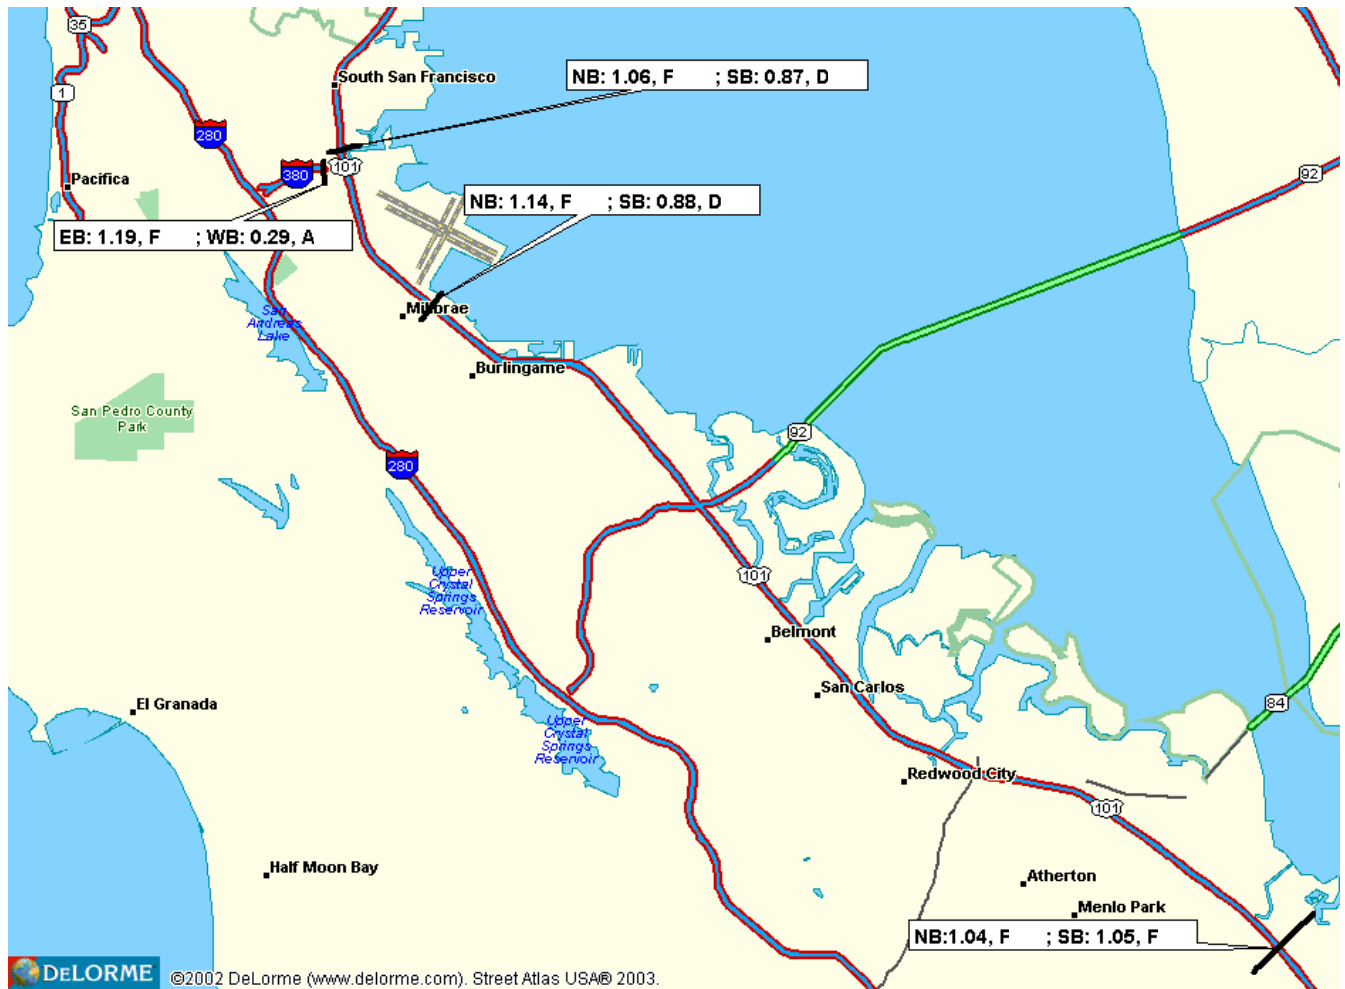 35
South San Francisco
NB: 1.06, F ; SB: 0.87, D
1
280
380
101
92
Pacifica
NB: 1.14, F ; SB: 0.88, D
EB: 1.19, F ; WB: 0.29, A
Millbrae
San
Andreas
Lake
Burlingame
San Pedro County
Park
92
280
Upper
Crystal
Springs
Reservoir
101
Belmont
San Carlos
El Granada
84
Upper
Crystal
Springs
Reservoir
Redwood City
101
Half Moon Bay
Atherton
Menlo Park
NB:1.04, F ; SB: 1.05, F
DELORME
©2002 DeLorme (www.delorme.com). Street Atlas USA® 2003.